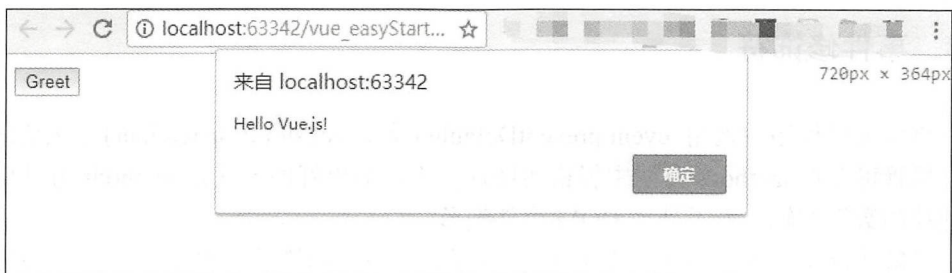 localhost:63342/vue_easyStart...
Greet
来自 localhost:63342
720px × 364px
Hello Vue.js!
确定